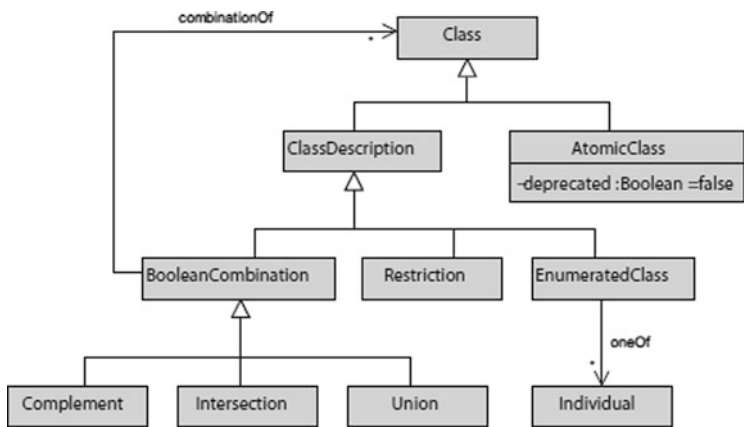 combinationOf
*
Class
ClassDescription
AtomicClass
-deprecated :Boolean =false
BooleanCombination
Restriction
EnumeratedClass
oneOf
*
Complement
Intersection
Union
Individual